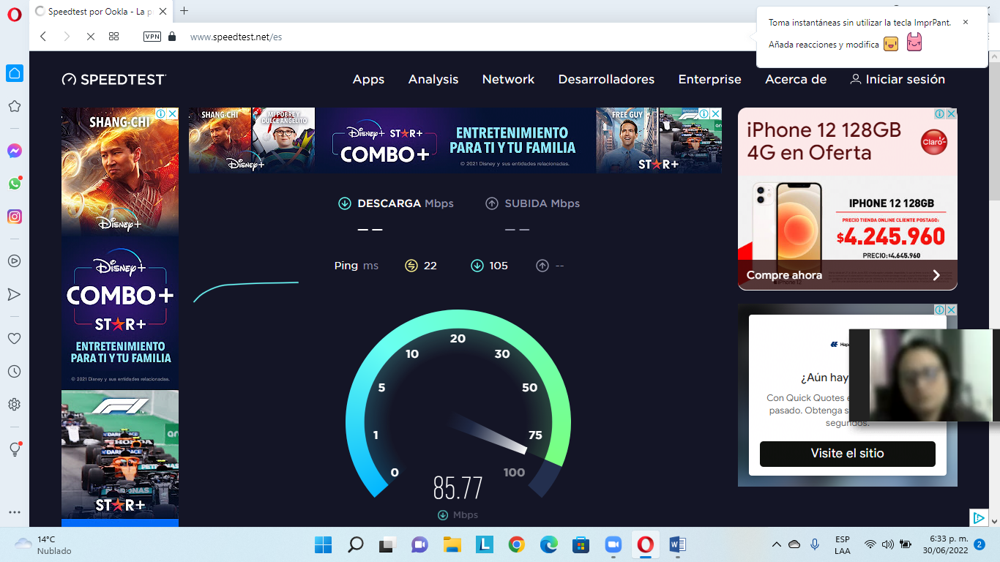 Speedtest por Ookla - La p
Toma instantáneas sin utilizar la tecla ImprPant.
Añada reacciones y modifica
VPN
www.speedtest.net/es
SPEEDTEST
Apps
Analysis
Network
Desarrolladores
Enterprise
Acerca de
Iniciar sesión
SHANG-CHI
Disney+
Disney+
COMBO+
STAR+
ENTRETENIMIENTO
PARA TI Y TU FAMILIA
© 2021 Disney y sus entidades relacionadas.
F1
STAR+
SHANG-CHI
MI POBRE Y
DULCE ANGELITO
Disney+
Disney+ STAR+
COMBO+
ENTRETENIMIENTO
PARA TI Y TU FAMILIA
© 2021 Disney y sus entidades relacionadas.
FREE GUY
STAR+
DESCARGA Mbps
SUBIDA Mbps
Ping ms
22
105
--
0
1
5
10
20
30
50
75
100
85.77
Mbps
iPhone 12 128GB
4G en Oferta
Claro
IPHONE 12 128GB
PRECIO TIENDA ONLINE CLIENTE POSTAGO:
$4.245.960
PRECIO: $4.645.960
Compre ahora
iPhone 12
¿Aún hay
Con Quick Quotes e
pasado. Obtenga s
segundos.
Visite el sitio
14°C
Nublado
ESP
LAA
6:33 p. m.
30/06/2022
2